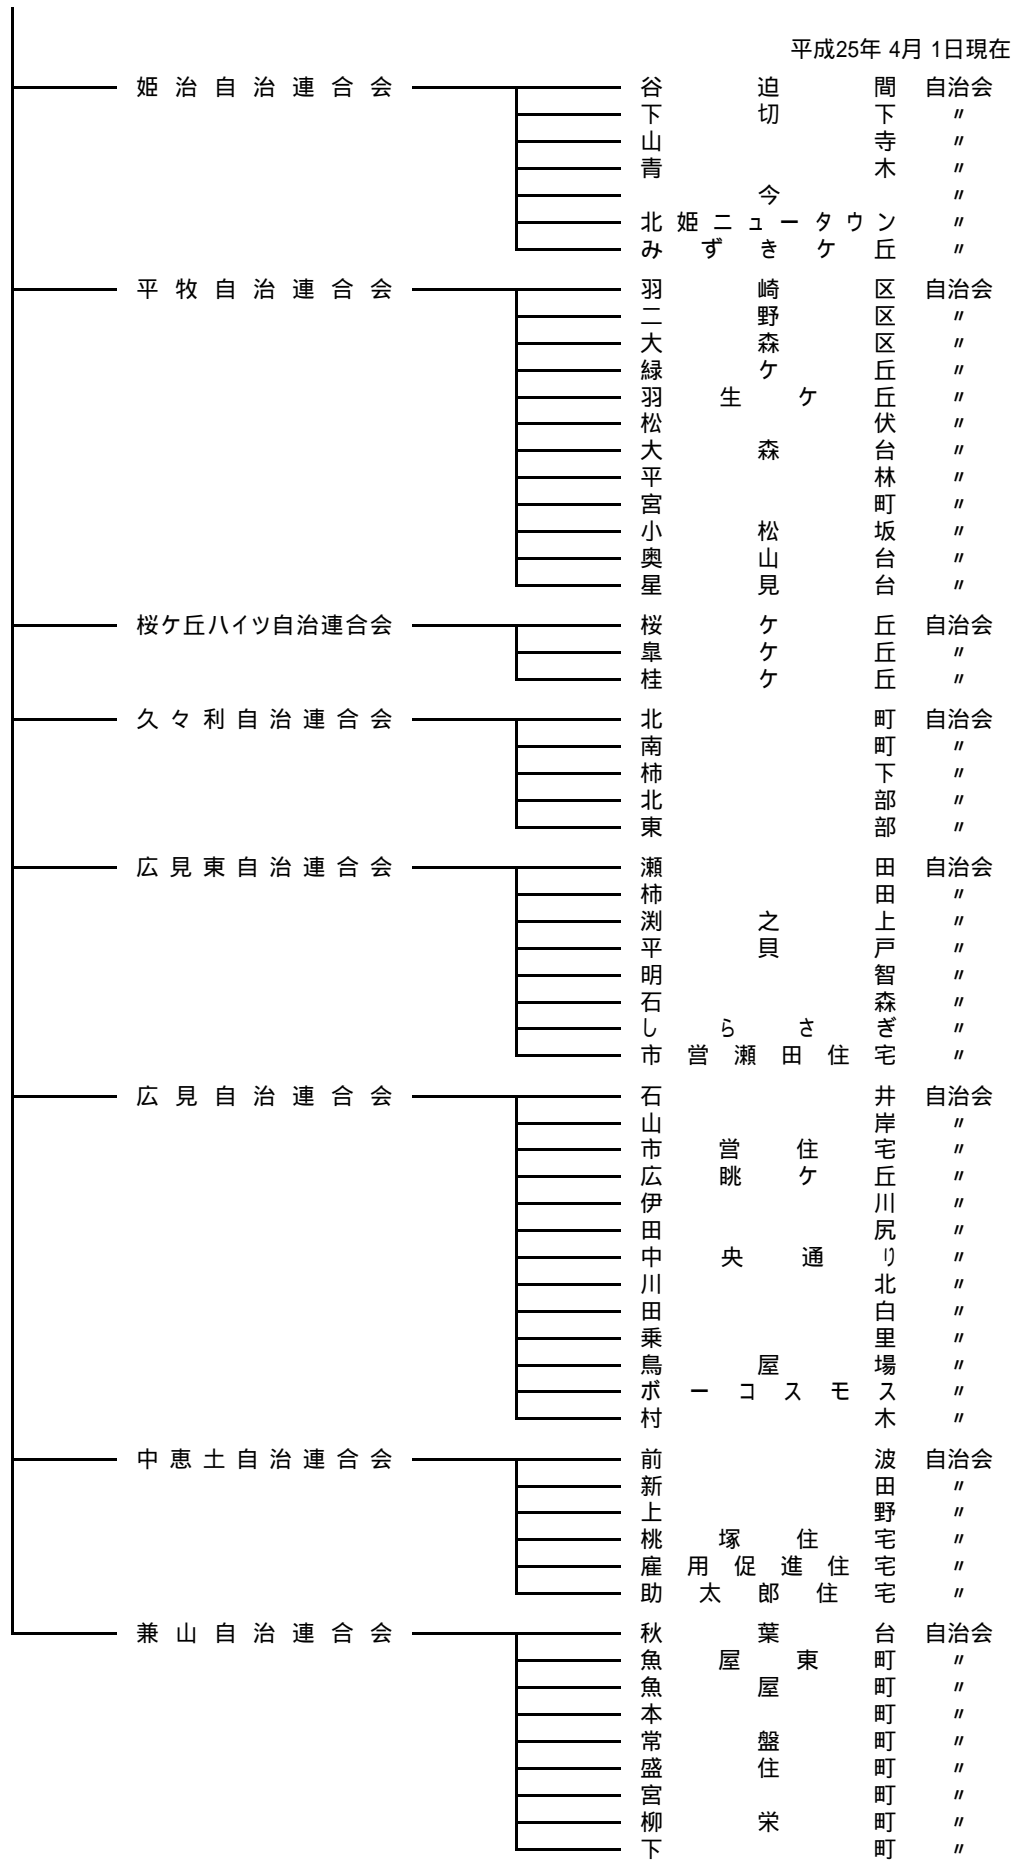 平成25年 4月 1日現在
姫治自治連合会 谷迫間 自治会
下切下 〃
山寺 〃
青木 〃
今 〃
北姫ニュータウン 〃
みずきケ丘 〃
平牧自治連合会 羽崎区 自治会
二野区 〃
大森区 〃
緑ケ丘 〃
羽生ケ丘 〃
松伏 〃
大森台 〃
平林 〃
宮町 〃
小松坂 〃
奥山台 〃
星見台 〃
桜ケ丘ハイツ自治連合会 桜ケ丘 自治会
皐ケ丘 〃
桂ケ丘 〃
久々利自治連合会 北町 自治会
南町 〃
柿下 〃
北部 〃
東部 〃
広見東自治連合会 瀬田 自治会
柿田 〃
渕之上 〃
平貝戸 〃
明智 〃
石森 〃
しらさぎ 〃
市営瀬田住宅 〃
広見自治連合会 石井 自治会
山岸 〃
市営住宅 〃
広眺ケ丘 〃
伊川 〃
田尻 〃
中央通り 〃
川北 〃
田白 〃
乗里 〃
鳥屋場 〃
ボーコスモス 〃
村木 〃
中恵土自治連合会 前波 自治会
新田 〃
上野 〃
桃塚住宅 〃
雇用促進住宅 〃
助太郎住宅 〃
兼山自治連合会 秋葉台 自治会
魚屋東町 〃
魚屋町 〃
本町 〃
常盤町 〃
盛住町 〃
宮町 〃
柳栄町 〃
下町 〃